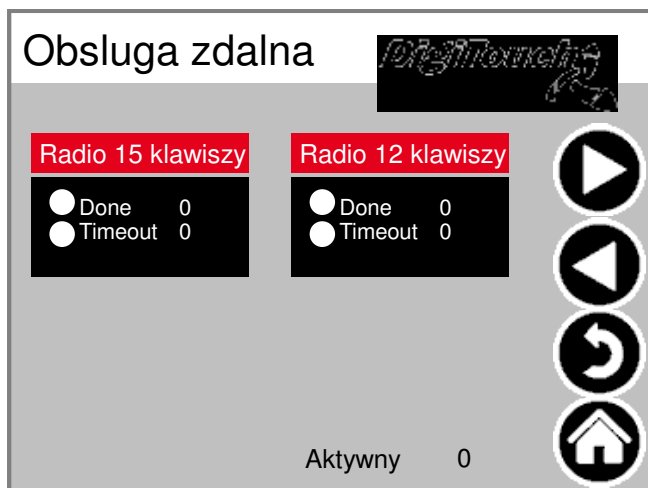 Obsluga zdalna
DigiTouch
Radio 15 klawiszy
Done 0
Timeout 0
Radio 12 klawiszy
Done 0
Timeout 0
Aktywny 0